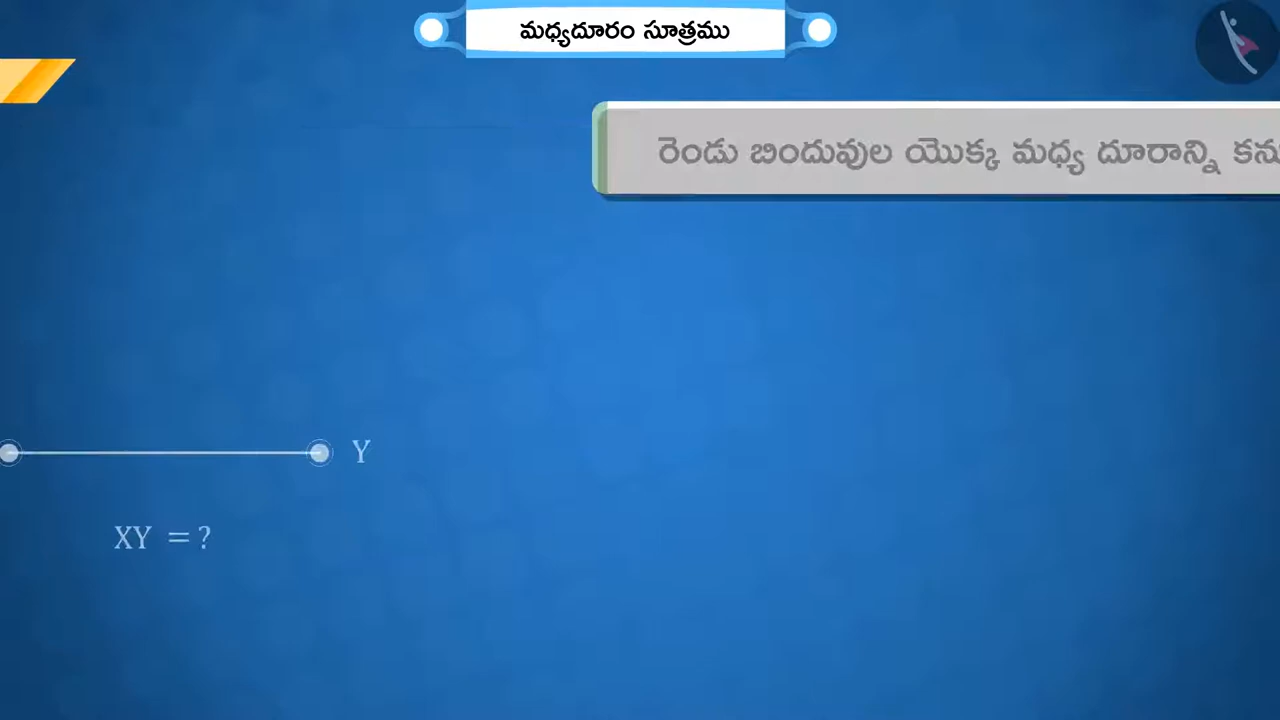 మధ్యదూరం సూత్రము
రెండు బిందువుల యొక్క మధ్య దూరాన్ని
Y
XY = ?